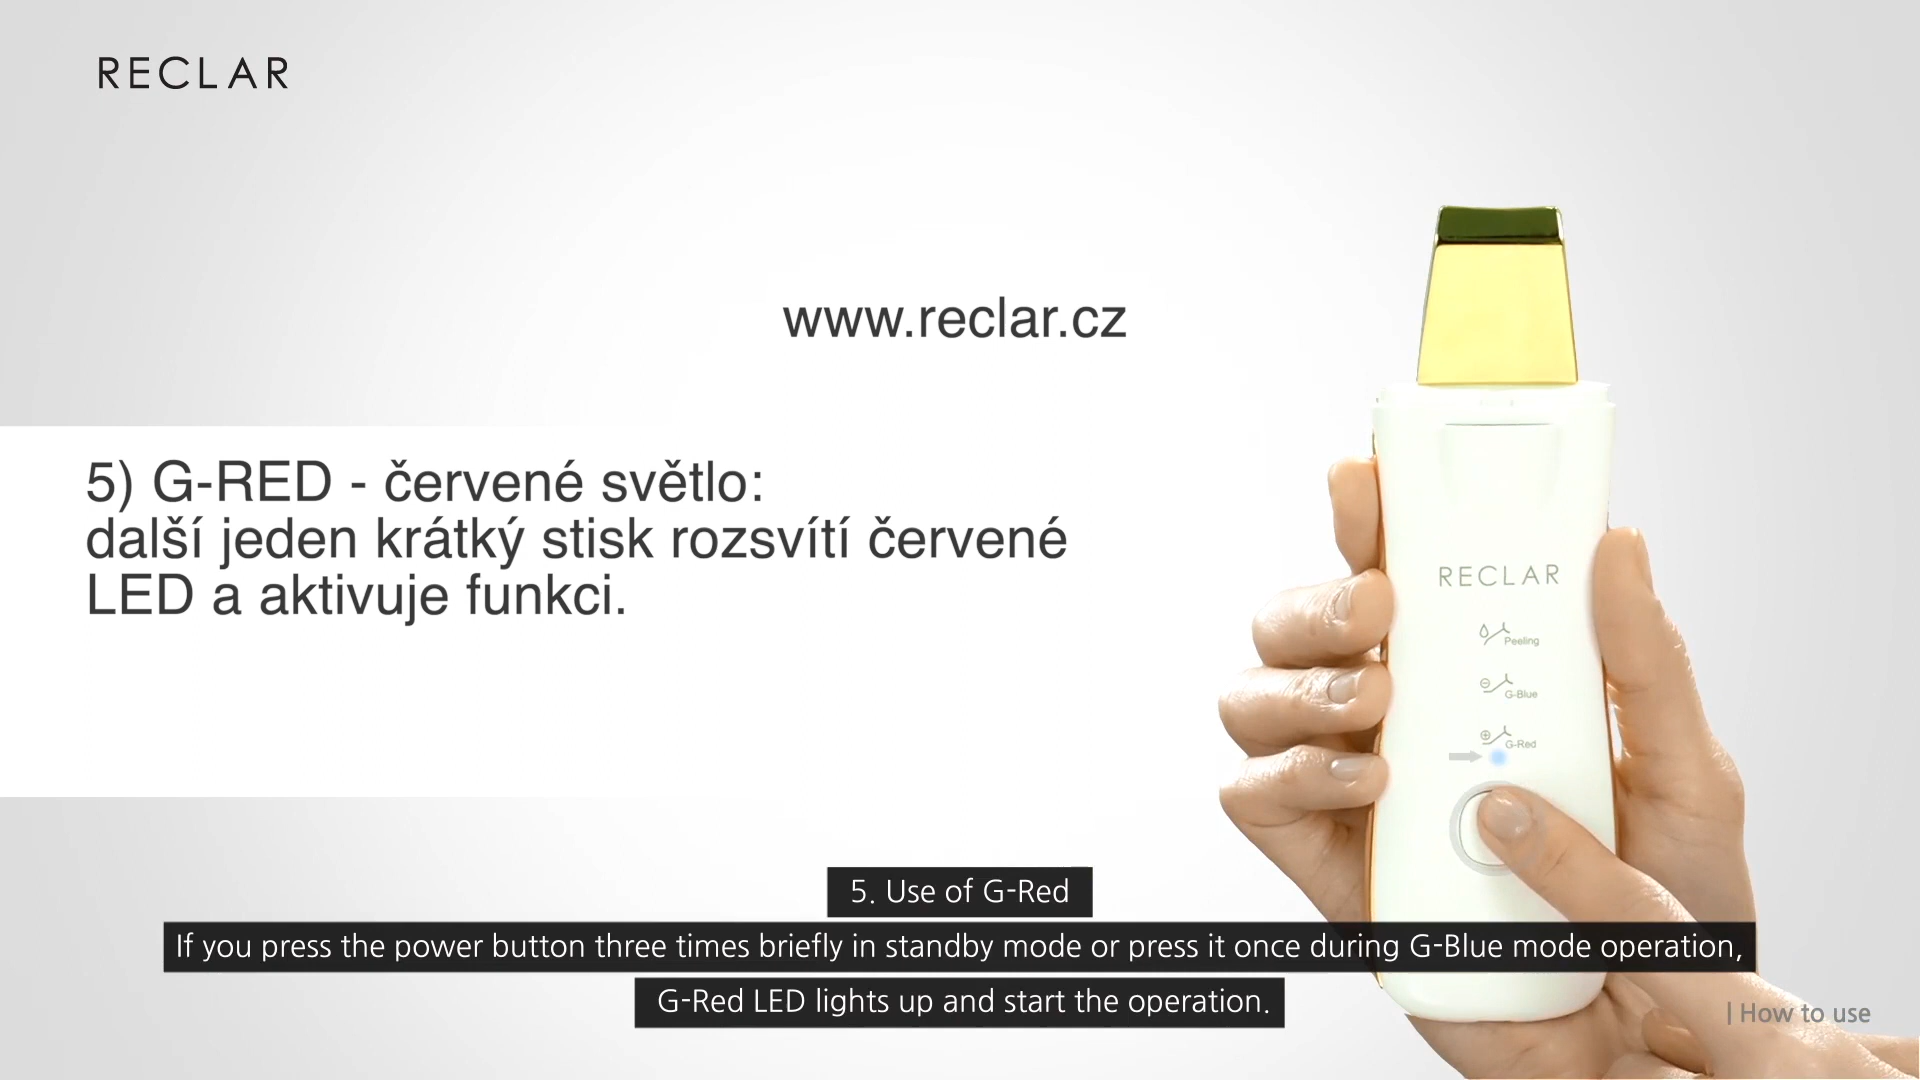 RECLAR
www.reclar.cz
5) G-RED - červené světlo:
další jeden krátký stisk rozsvítí červené
LED a aktivuje funkci.
RECLAR
Peeling
G-Blue
G-Red
5. Use of G-Red
If you press the power button three times briefly in standby mode or press it once during G-Blue mode operation,
G-Red LED lights up and start the operation.
| How to use